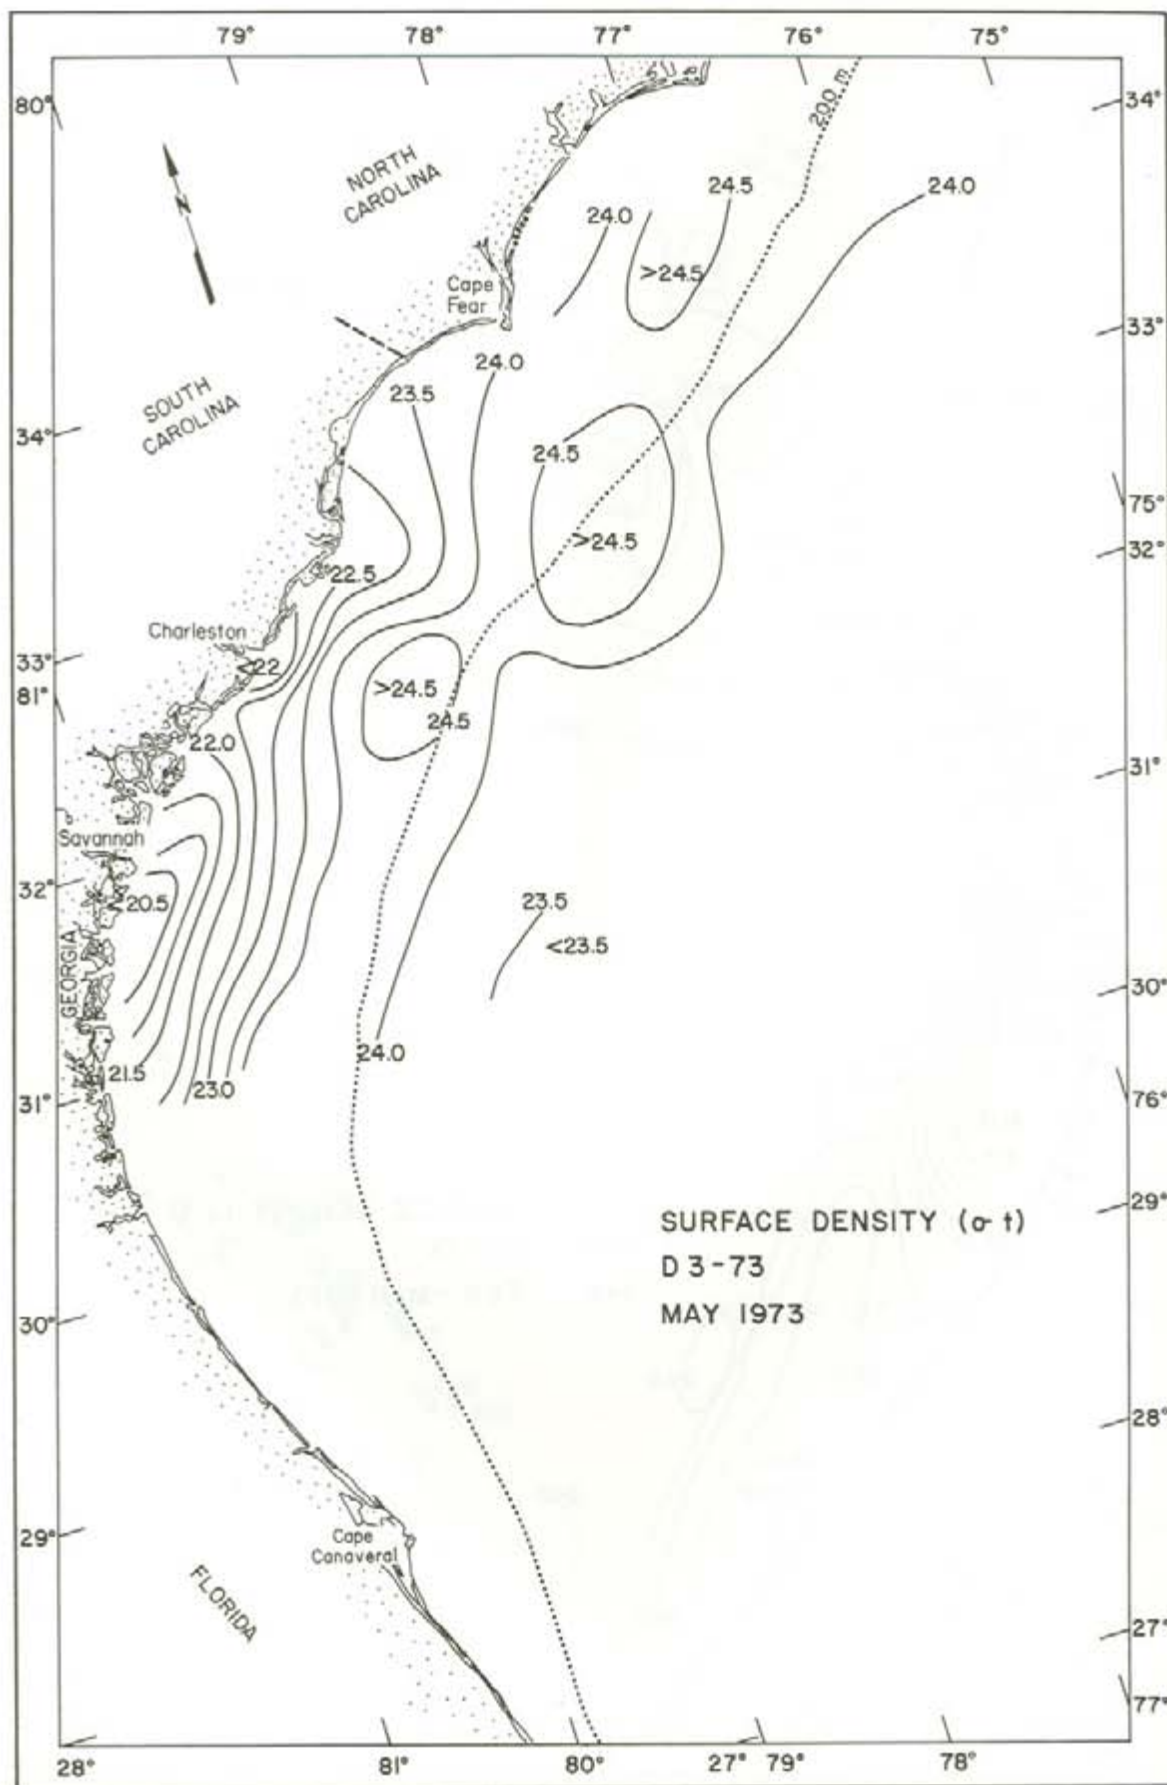 79° 78° 77° 76° 75°
80°
34°
200 m
N
NORTH
CAROLINA
24.0 24.5 24.0
>24.5
Cape
Fear
33°
24.0
23.5
SOUTH
CAROLINA
34°
24.5
75°
>24.5
32°
22.5
Charleston
<22
33°
81°
>24.5
24.5
22.0
31°
Savannah
32°
<20.5
23.5
<23.5
GEORGIA
30°
24.0
21.5
23.0
31°
76°
29°
SURFACE DENSITY (σ t)
D 3-73
MAY 1973
30°
28°
29°
Cape
Canaveral
FLORIDA
27°
77°
28° 81° 80° 27° 79° 78°